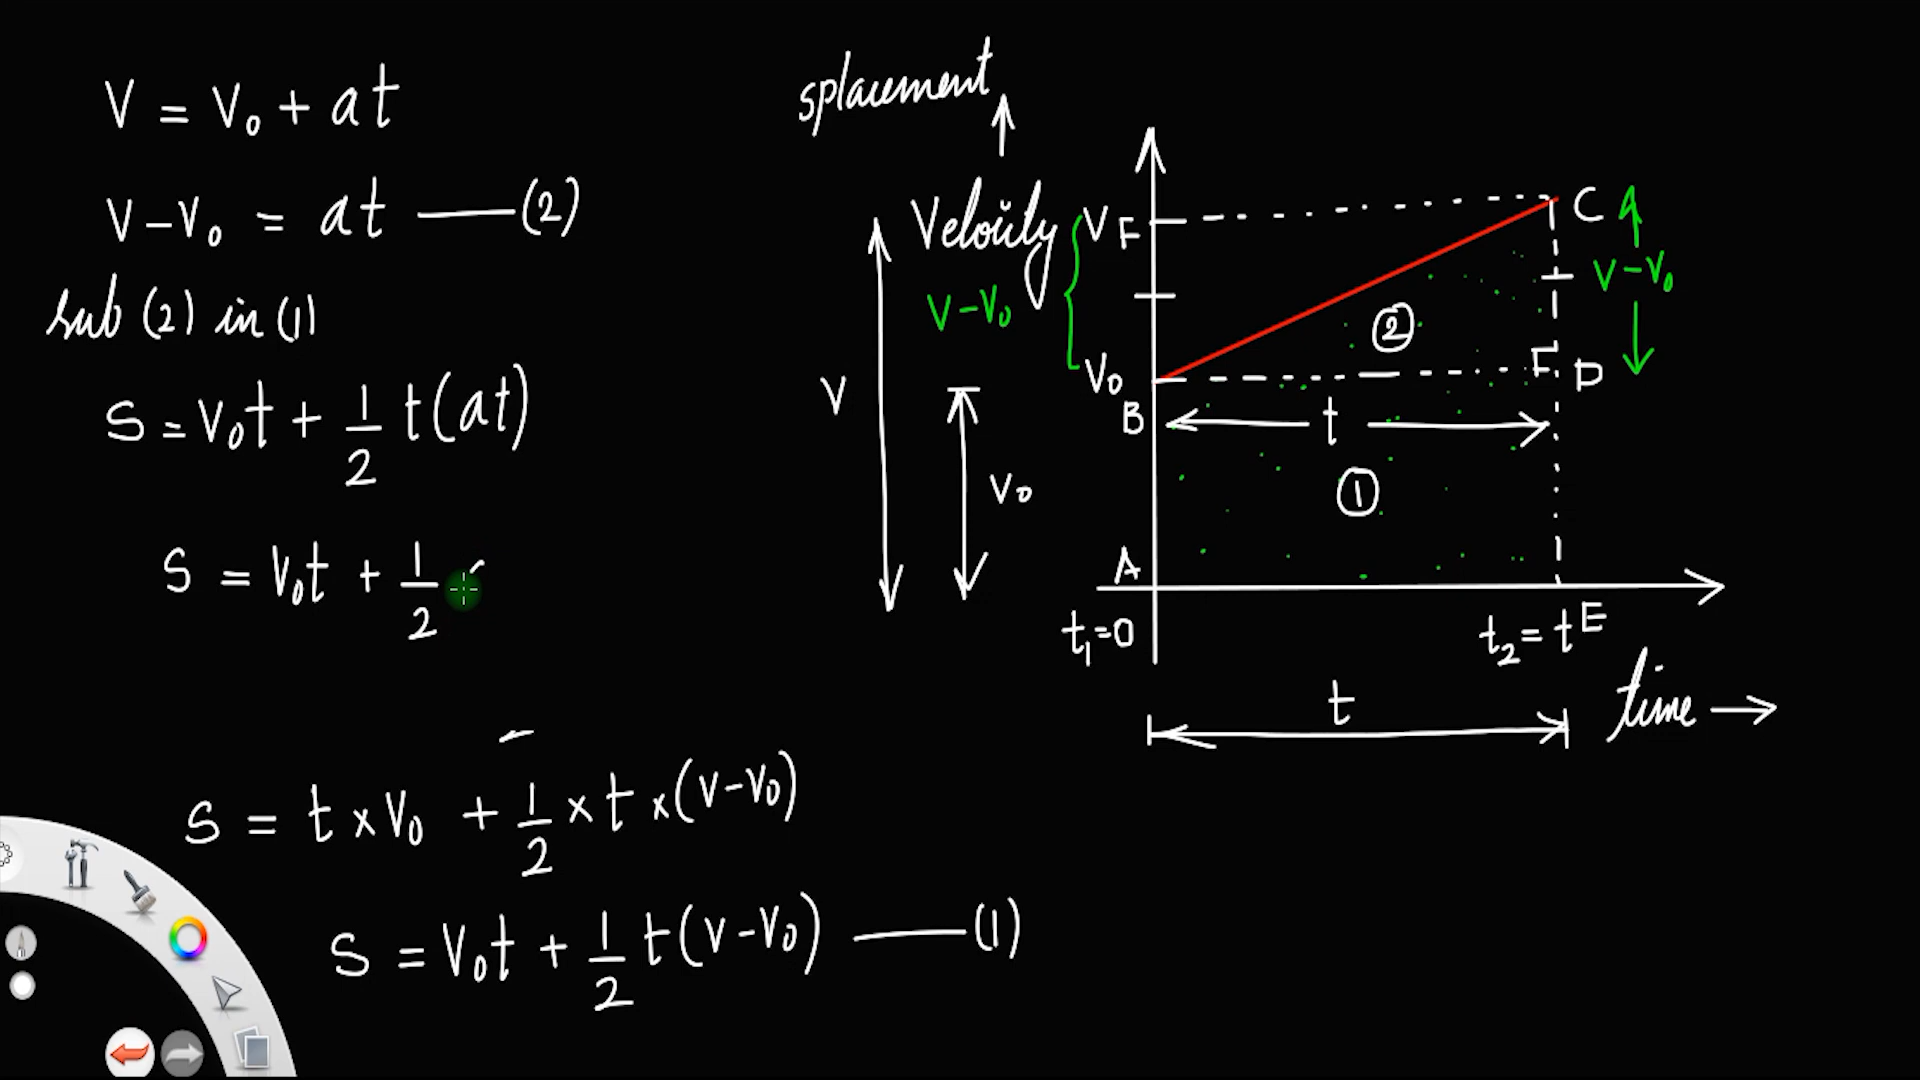 V = V₀ + at
V – V₀ = at —— (2)
sub (2) in (1)
S = V₀t + 1/2 t(at)
S = V₀t + 1/2
S = t × V₀ + 1/2 × t × (V – V₀)
S = V₀t + 1/2 t(V – V₀) —— (1)
splacement
Velocity
V – V₀
V
V₀
V F
V₀
B
A
t₁ = 0
C
V – V₀
②
F D
t
①
t₂ = t E
t
time →